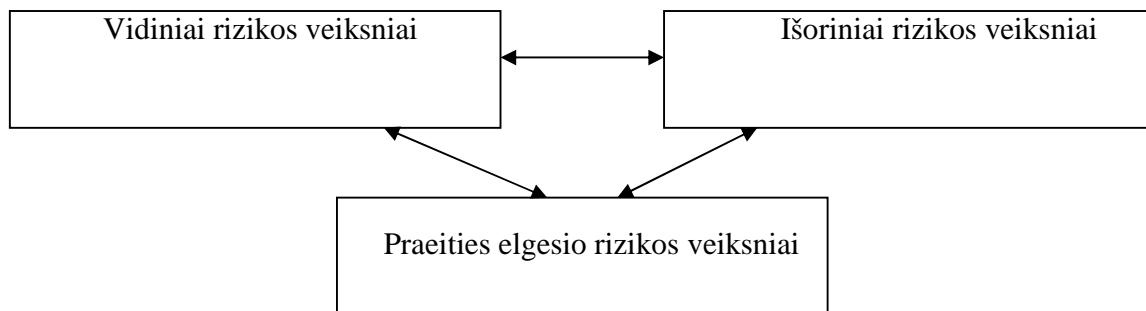 Vidiniai rizikos veiksniai
Išoriniai rizikos veiksniai
Praeities elgesio rizikos veiksniai